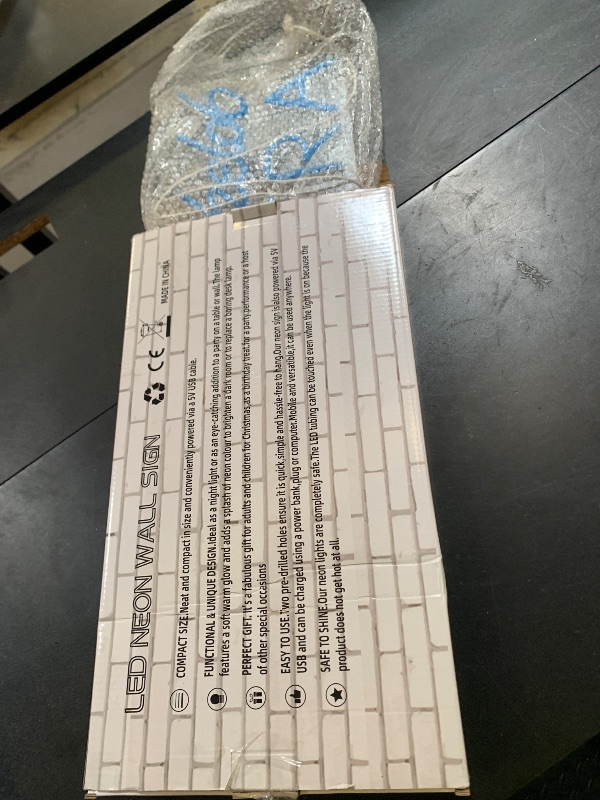 LED NEON WALL SIGN
MADE IN CHINA
COMPACT SIZE.Neat and compact in size and conveniently powered via a 5V USB cable.
FUNCTIONAL & UNIQUE DESIGN.Ideal as a night light or as an eye-catching addition to a party on a table or wall.The lamp
features a soft warm glow and adds a splash of neon colour to brighten a dark room or to replace a boring desk lamp.
PERFECT GIFT. It's a fabulous gift for adults and children for Christmas,as a birthday treat,for a party,performance or a host
of other special occasions
EASY TO USE.Two pre-drilled holes ensure it is quick,simple and hassle-free to hang.Our neon sign is also powered via 5V
USB and can be charged using a power bank,plug or computer.Mobile and versatible,it can be used anywhere.
SAFE TO SHINE.Our neon lights are completely safe.The LED tubing can be touched even when the light is on because the
product does not get hot at all.
CE
RA